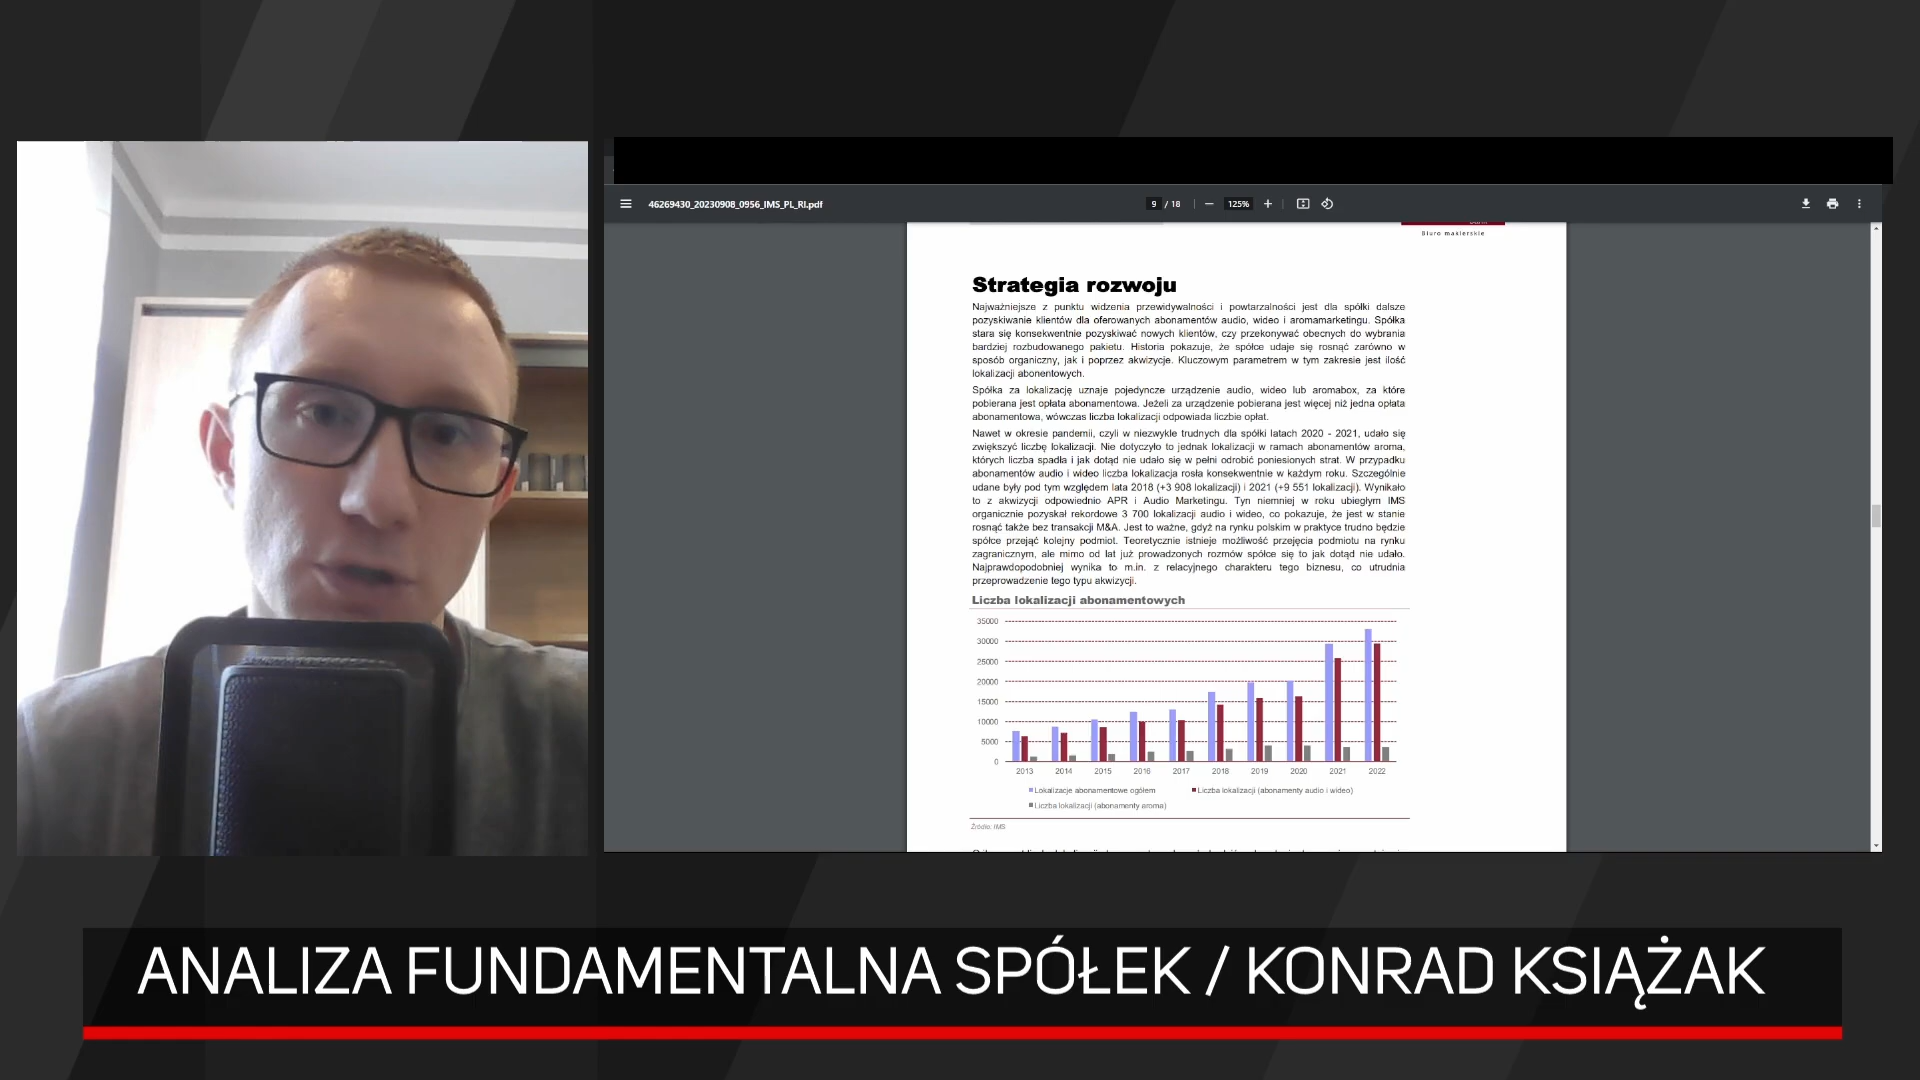 46269430_20230908_0956_IMS_PL_RI.pdf
9 / 18
125%
Biuro maklerskie
Strategia rozwoju
Najważniejsze z punktu widzenia przewidywalności i powtarzalności jest dla spółki dalsze
pozyskiwanie klientów dla oferowanych abonamentów audio, wideo i aromamarketingu. Spółka
stara się konsekwentnie pozyskiwać nowych klientów, czy przekonywać obecnych do wybrania
bardziej rozbudowanego pakietu. Historia pokazuje, że spółce udaje się rosnąć zarówno w
sposób organiczny, jak i poprzez akwizycje. Kluczowym parametrem w tym zakresie jest ilość
lokalizacji abonentowych.
Spółka za lokalizację uznaje pojedyncze urządzenie audio, wideo lub aromabox, za które
pobierana jest opłata abonamentowa. Jeżeli za urządzenie pobierana jest więcej niż jedna opłata
abonamentowa, wówczas liczba lokalizacji odpowiada liczbie opłat.
Nawet w okresie pandemii, czyli w niezwykle trudnych dla spółki latach 2020 - 2021, udało się
zwiększyć liczbę lokalizacji. Nie dotyczyło to jednak lokalizacji w ramach abonamentów aroma,
których liczba spadła i jak dotąd nie udało się w pełni odrobić poniesionych strat. W przypadku
abonamentów audio i wideo liczba lokalizacja rosła konsekwentnie w każdym roku. Szczególnie
udane były pod tym względem lata 2018 (+3 908 lokalizacji) i 2021 (+9 551 lokalizacji). Wynikało
to z akwizycji odpowiednio APR i Audio Marketingu. Tyn niemniej w roku ubiegłym IMS
organicznie pozyskał rekordowe 3 700 lokalizacji audio i wideo, co pokazuje, że jest w stanie
rosnąć także bez transakcji M&A. Jest to ważne, gdyż na rynku polskim w praktyce trudno będzie
spółce przejąć kolejny podmiot. Teoretycznie istnieje możliwość przejęcia podmiotu na rynku
zagranicznym, ale mimo od lat już prowadzonych rozmów spółce się to jak dotąd nie udało.
Najprawdopodobniej wynika to m.in. z relacyjnego charakteru tego biznesu, co utrudnia
przeprowadzenie tego typu akwizycji.
Liczba lokalizacji abonamentowych
35000
30000
25000
20000
15000
10000
5000
0
2013 2014 2015 2016 2017 2018 2019 2020 2021 2022
Lokalizacje abonamentowe ogółem
Liczba lokalizacji (abonamenty audio i wideo)
Liczba lokalizacji (abonamenty aroma)
Źródło: IMS
ANALIZA FUNDAMENTALNA SPÓŁEK / KONRAD KSIĄŻAK